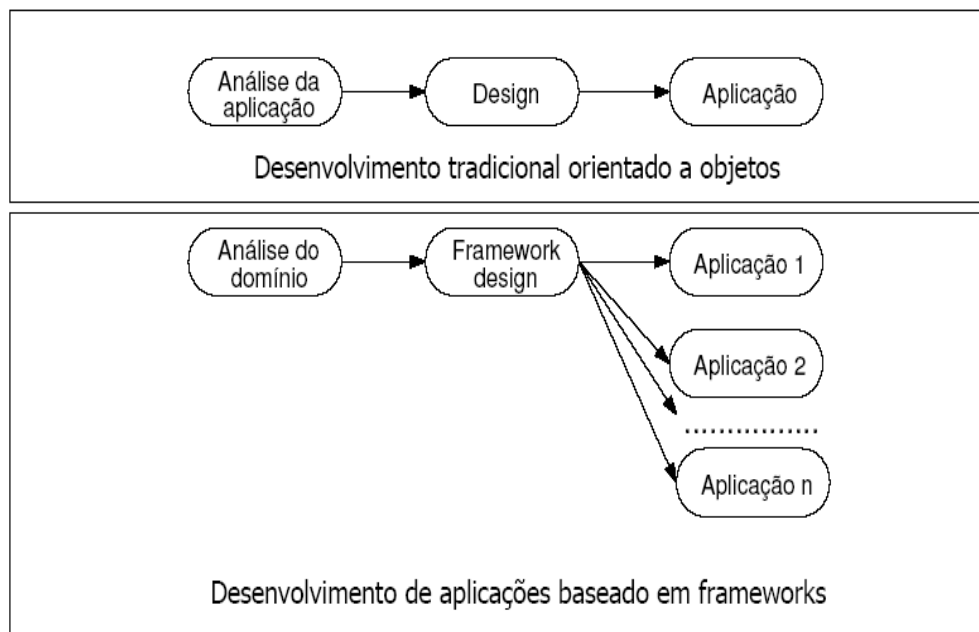 Análise da
aplicação
Design
Aplicação
Desenvolvimento tradicional orientado a objetos
Análise do
domínio
Framework
design
Aplicação 1
Aplicação 2
................
Aplicação n
Desenvolvimento de aplicações baseado em frameworks